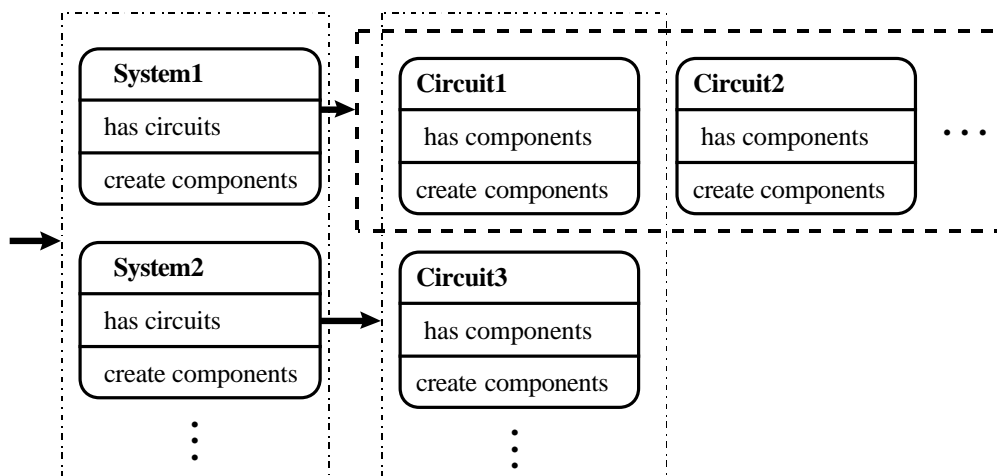 System1
has circuits
create components
System2
has circuits
create components
Circuit1
has components
create components
Circuit2
has components
create components
Circuit3
has components
create components